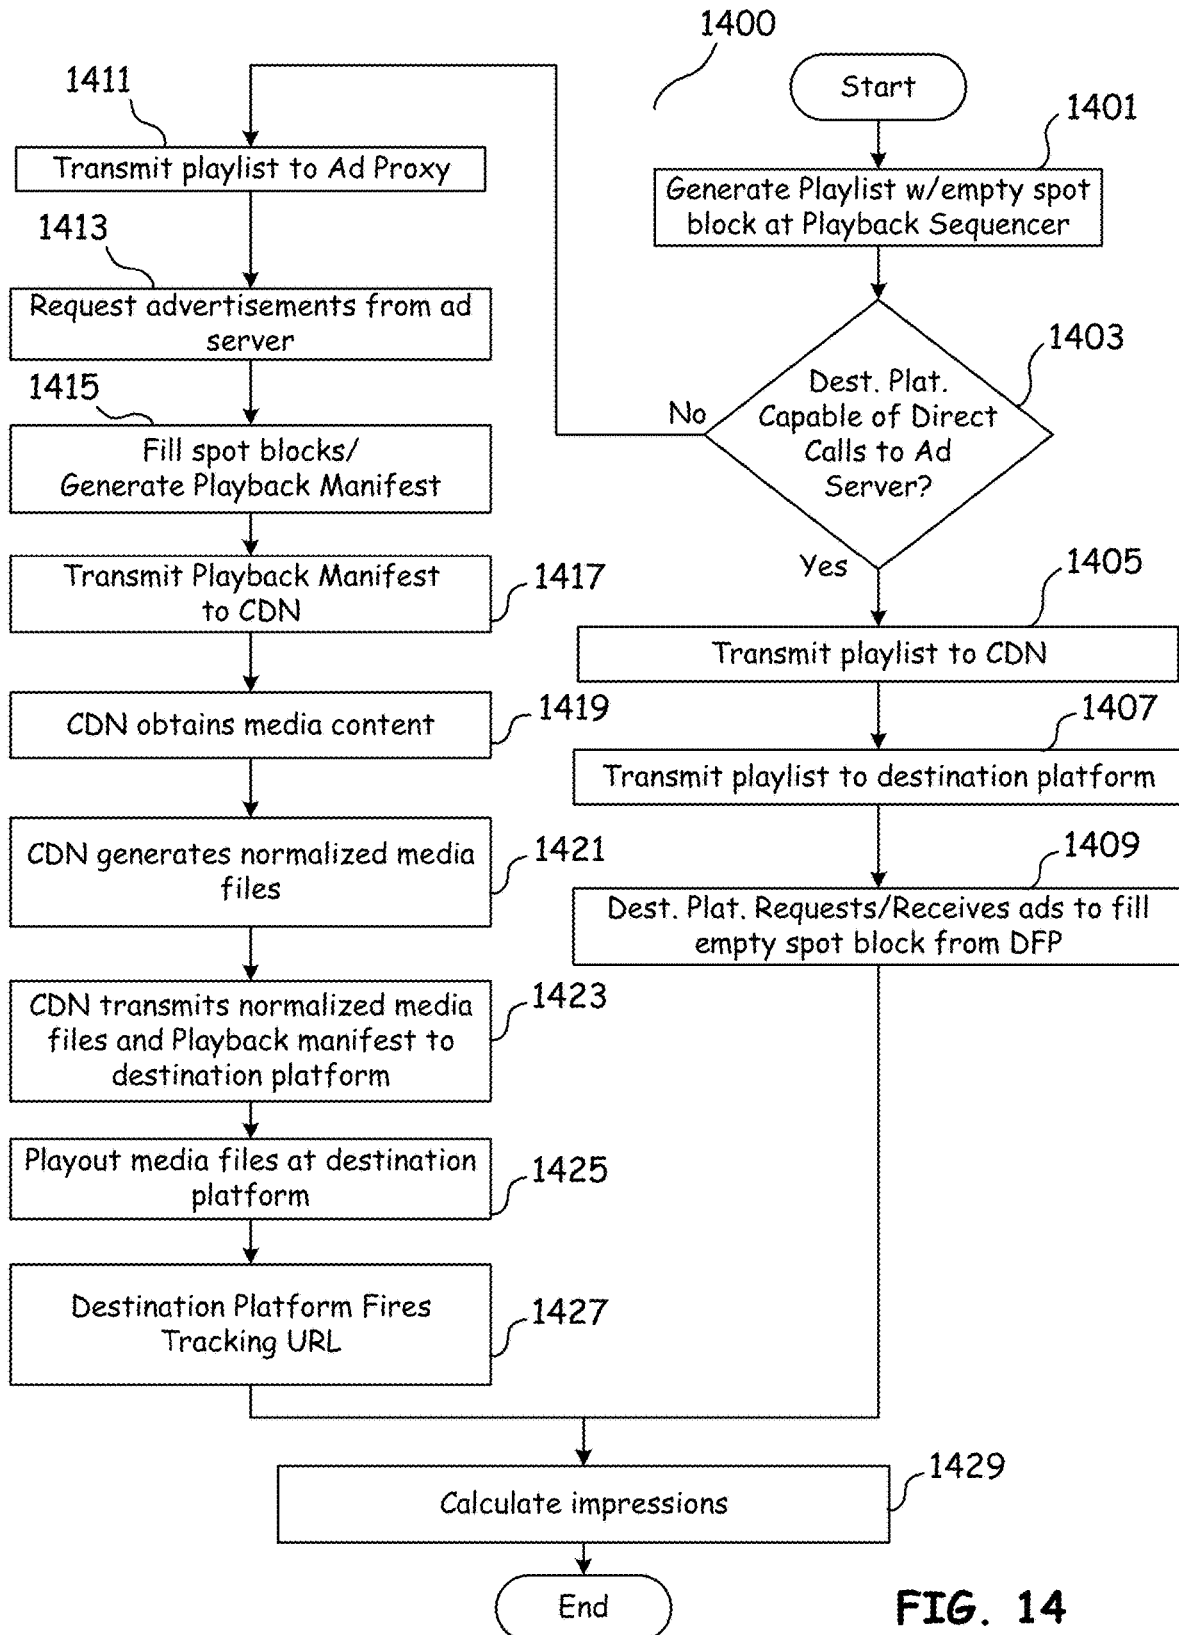 1400
Start
1401
Generate Playlist w/empty spot
block at Playback Sequencer
1403
Dest. Plat.
Capable of Direct
Calls to Ad
Server?
No
Yes
1405
Transmit playlist to CDN
1407
Transmit playlist to destination platform
1409
Dest. Plat. Requests/Receives ads to fill
empty spot block from DFP
1411
Transmit playlist to Ad Proxy
1413
Request advertisements from ad
server
1415
Fill spot blocks/
Generate Playback Manifest
Transmit Playback Manifest
to CDN
1417
CDN obtains media content
1419
CDN generates normalized media
files
1421
CDN transmits normalized media
files and Playback manifest to
destination platform
1423
Playout media files at destination
platform
1425
Destination Platform Fires
Tracking URL
1427
1429
Calculate impressions
End
FIG. 14